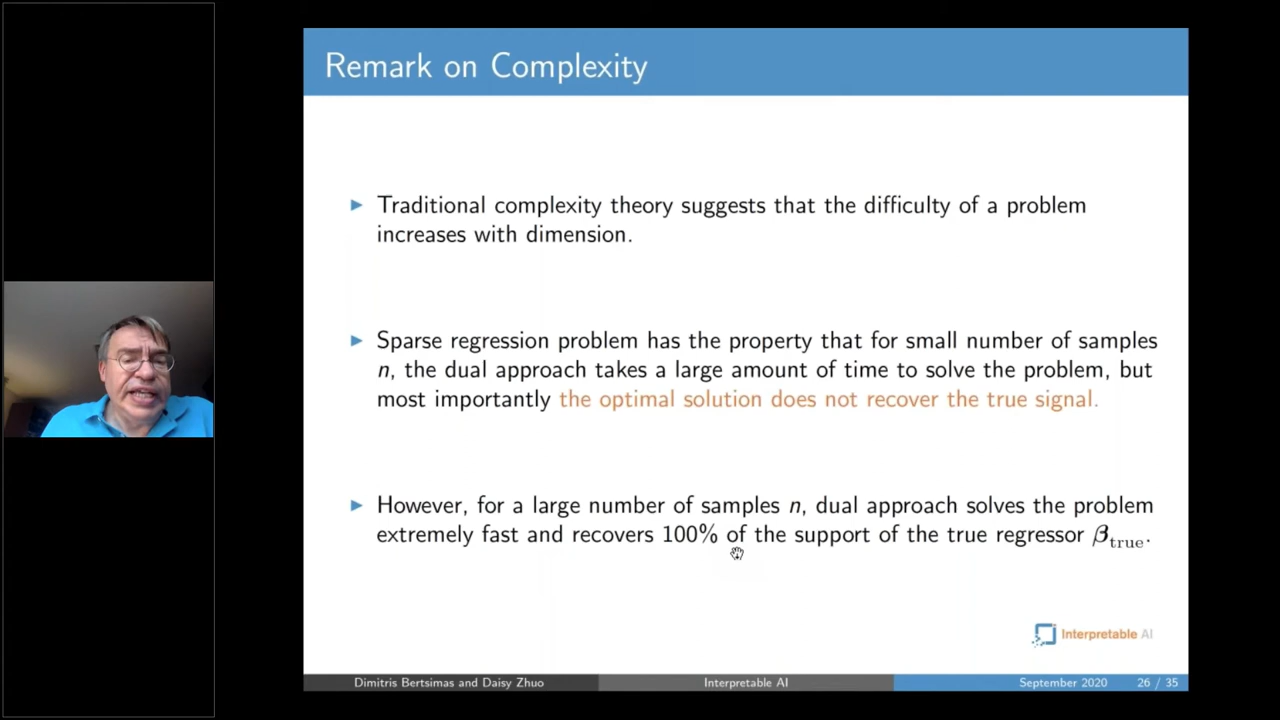 Remark on Complexity
Traditional complexity theory suggests that the difficulty of a problem
increases with dimension.
Sparse regression problem has the property that for small number of samples
n, the dual approach takes a large amount of time to solve the problem, but
most importantly the optimal solution does not recover the true signal.
However, for a large number of samples n, dual approach solves the problem
extremely fast and recovers 100% of the support of the true regressor β_true.
Interpretable AI
Dimitris Bertsimas and Daisy Zhuo
Interpretable AI
September 2020
26 / 35